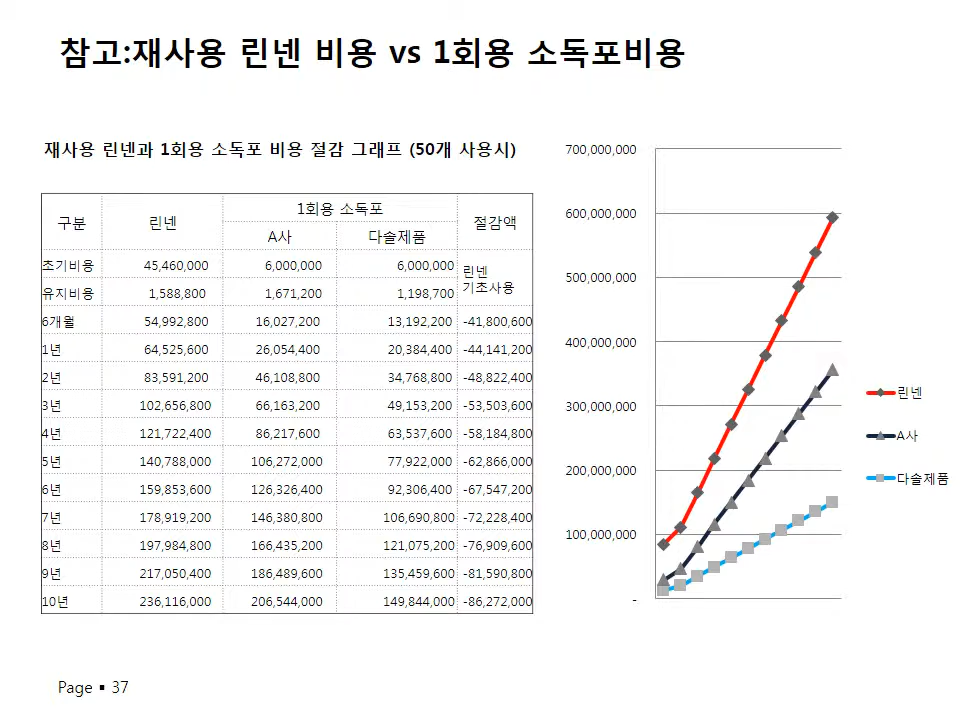 참고:재사용 린넨 비용 vs 1회용 소독포비용
재사용 린넨과 1회용 소독포 비용 절감 그래프 (50개 사용시)
구분 린넨 1회용 소독포 절감액
A사 다솔제품
초기비용 45,460,000 6,000,000 6,000,000 린넨
기초사용
유지비용 1,588,800 1,671,200 1,198,700
6개월 54,992,800 16,027,200 13,192,200 -41,800,600
1년 64,525,600 26,054,400 20,384,400 -44,141,200
2년 83,591,200 46,108,800 34,768,800 -48,822,400
3년 102,656,800 66,163,200 49,153,200 -53,503,600
4년 121,722,400 86,217,600 63,537,600 -58,184,800
5년 140,788,000 106,272,000 77,922,000 -62,866,000
6년 159,853,600 126,326,400 92,306,400 -67,547,200
7년 178,919,200 146,380,800 106,690,800 -72,228,400
8년 197,984,800 166,435,200 121,075,200 -76,909,600
9년 217,050,400 186,489,600 135,459,600 -81,590,800
10년 236,116,000 206,544,000 149,844,000 -86,272,000
700,000,000
600,000,000
500,000,000
400,000,000
300,000,000
200,000,000
100,000,000
-
린넨
A사
다솔제품
Page ▪ 37